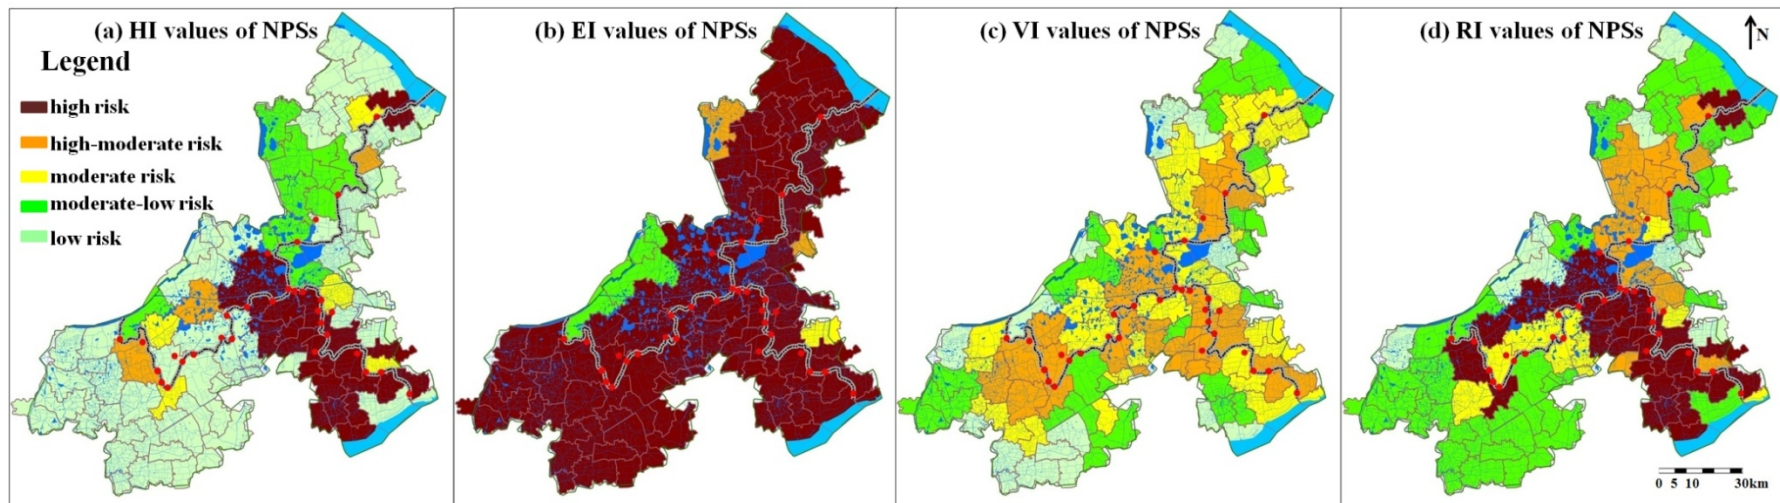 (a) HI values of NPSs
Legend
high risk
high-moderate risk
moderate risk
moderate-low risk
low risk
(b) EI values of NPSs
(c) VI values of NPSs
(d) RI values of NPSs
N
0 5 10 30km